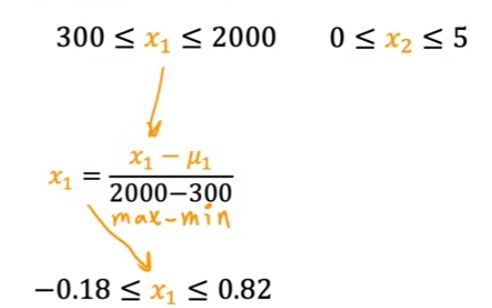 300 ≤ x₁ ≤ 2000 0 ≤ x₂ ≤ 5
x₁ = (x₁ − μ₁) / (2000−300)
max-min
−0.18 ≤ x₁ ≤ 0.82